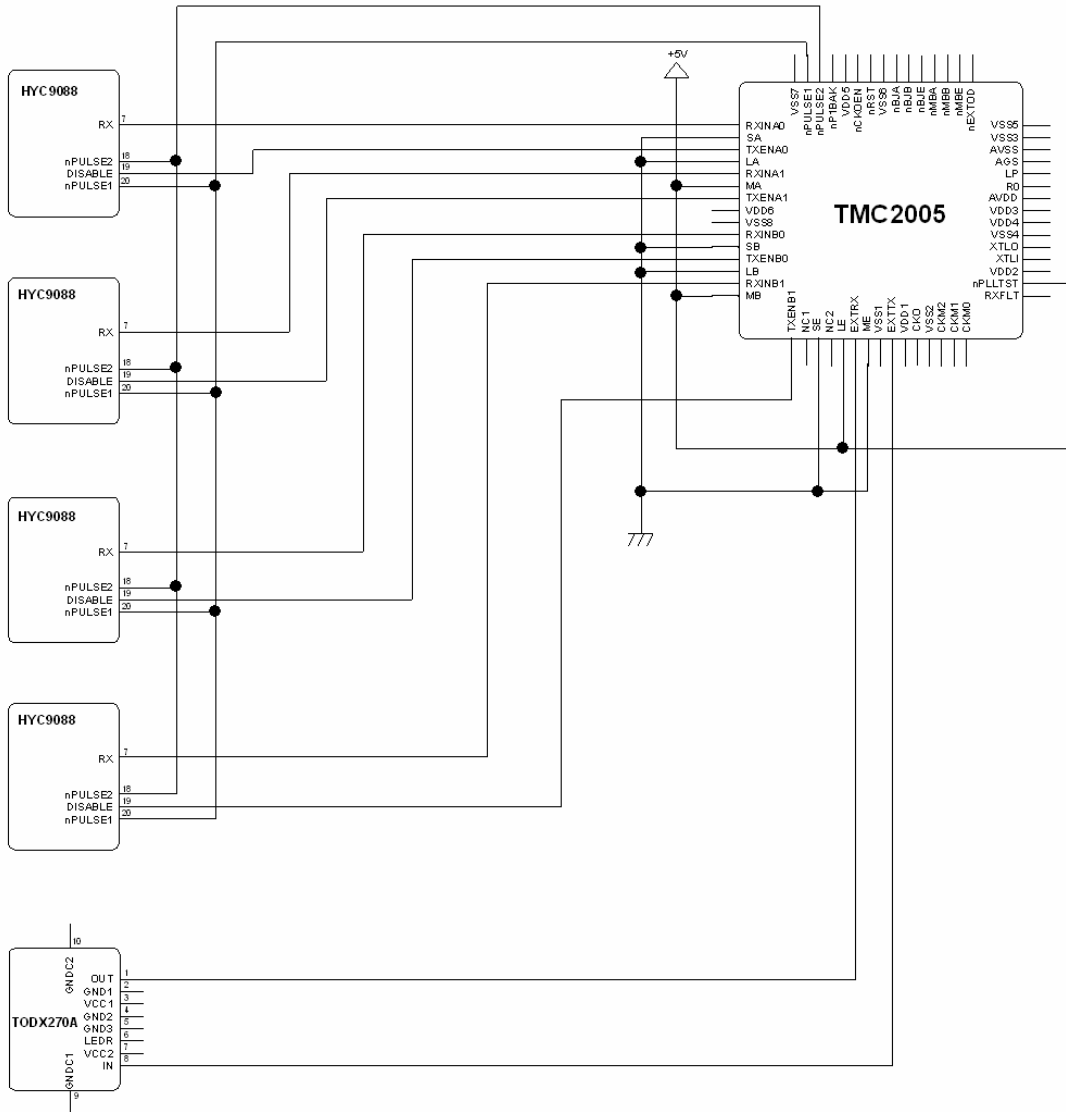 +5V
HYC9088
RX 7
nPULSE2 18
DISABLE 19
nPULSE1 20
HYC9088
RX 7
nPULSE2 18
DISABLE 19
nPULSE1 20
HYC9088
RX 7
nPULSE2 18
DISABLE 19
nPULSE1 20
HYC9088
RX 7
nPULSE2 18
DISABLE 19
nPULSE1 20
10
GNDC2
TODX270A
OUT 1
GND1 2
VCC1 3
GND2 4
GND3 5
LEDR 6
VCC2 7
IN 8
GNDC1
9
TMC2005
VSS7
nPULSE1
nPULSE2
nP1BAK
VDD5
nCKOEN
nRST
VSS6
nBJA
nBJB
nBJE
nMBA
nMBB
nMBE
nEXTOD
RXINA0
SA
TXENA0
LA
RXINA1
MA
TXENA1
VDD6
VSS8
RXINB0
SB
TXENB0
LB
RXINB1
MB
VSS5
VSS3
AVSS
AGS
LP
R0
AVDD
VDD3
VDD4
VSS4
XTLO
XTLI
VDD2
nPLLTST
RXFLT
TXENB1
NC1
SE
NC2
LE
EXTRX
ME
VSS1
EXTTX
VDD1
CKO
VSS2
CKM2
CKM1
CKM0